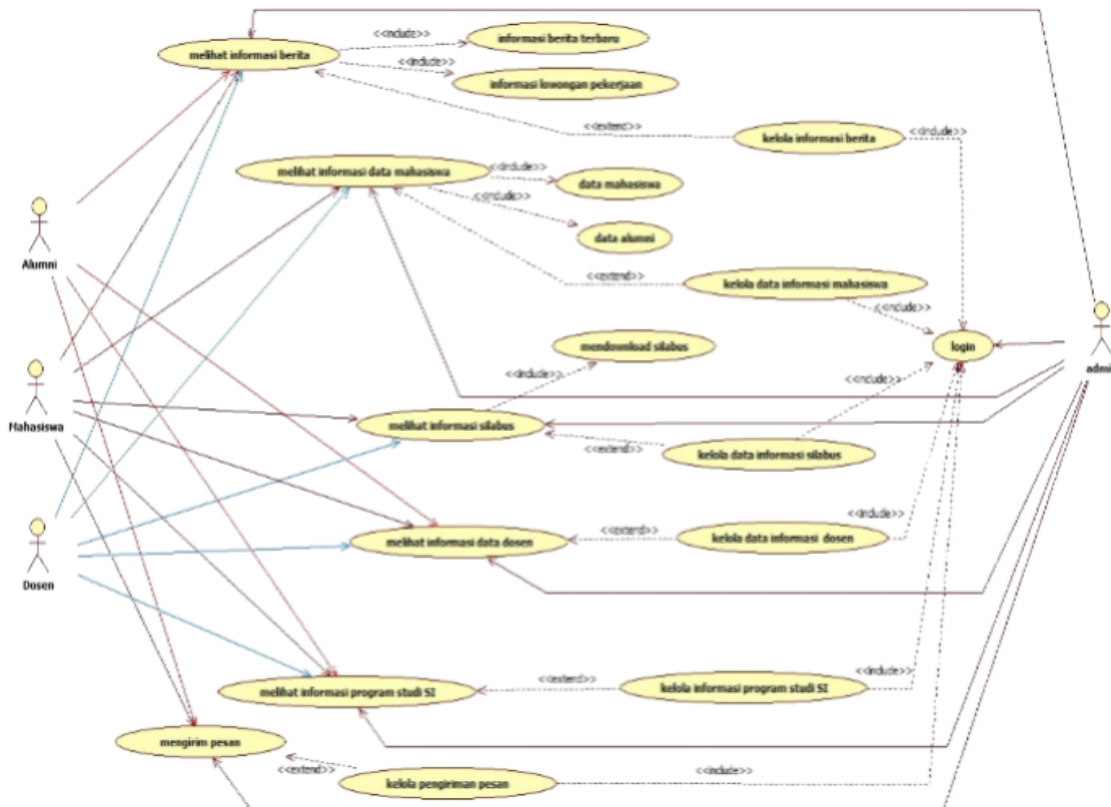 <<include>>
informasi berita terbaru
melihat informasi berita
<<include>>
informasi lowongan pekerjaan
<<extend>>
kelola informasi berita
<<include>>
melihat informasi data mahasiswa
<<include>>
data mahasiswa
<<include>>
data alumni
Alumni
<<extend>>
kelola data informasi mahasiswa
<<include>>
mendownload silabus
login
admin
<<include>>
<<include>>
Mahasiswa
melihat informasi silabus
<<extend>>
kelola data informasi silabus
<<include>>
melihat informasi data dosen
<<extend>>
kelola data informasi dosen
Dosen
<<include>>
melihat informasi program studi SI
<<extend>>
kelola informasi program studi SI
mengirim pesan
<<extend>>
kelola pengiriman pesan
<<include>>